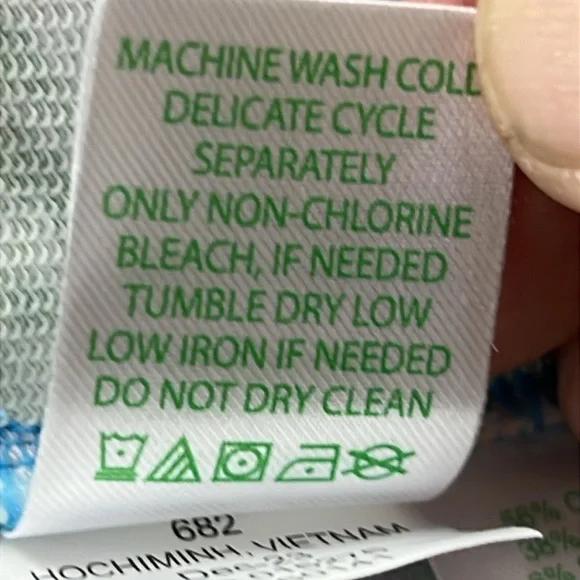 MACHINE WASH COLD
DELICATE CYCLE
SEPARATELY
ONLY NON-CHLORINE
BLEACH, IF NEEDED
TUMBLE DRY LOW
LOW IRON IF NEEDED
DO NOT DRY CLEAN
682
HOCHIMINH, VIETNAM